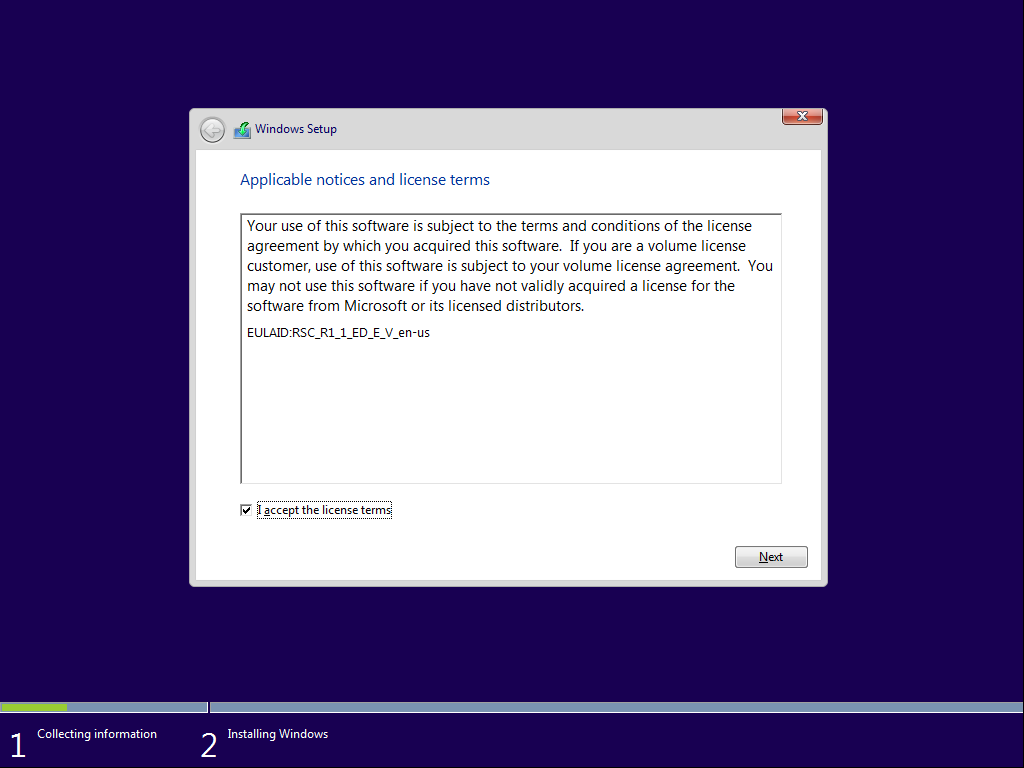 Windows Setup
Applicable notices and license terms
Your use of this software is subject to the terms and conditions of the license
agreement by which you acquired this software.  If you are a volume license
customer, use of this software is subject to your volume license agreement.  You
may not use this software if you have not validly acquired a license for the
software from Microsoft or its licensed distributors.
EULAID:RSC_R1_1_ED_E_V_en-us
I accept the license terms
Next
1 Collecting information
2 Installing Windows